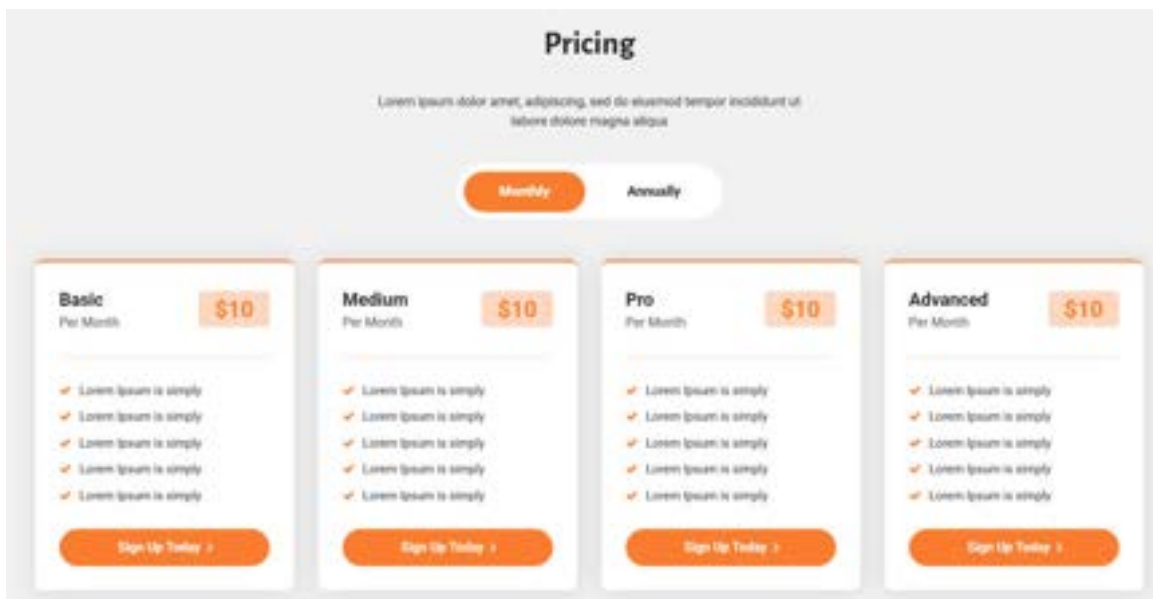 Pricing
Lorem ipsum dolor amet, adipiscing, sed do eiusmod tempor incididunt ut
labore dolore magna aliqua
Monthly Annually
Basic
Per Month
$10
Lorem Ipsum is simply
Lorem Ipsum is simply
Lorem Ipsum is simply
Lorem Ipsum is simply
Lorem Ipsum is simply
Sign Up Today >
Medium
Per Month
$10
Lorem Ipsum is simply
Lorem Ipsum is simply
Lorem Ipsum is simply
Lorem Ipsum is simply
Lorem Ipsum is simply
Sign Up Today >
Pro
Per Month
$10
Lorem Ipsum is simply
Lorem Ipsum is simply
Lorem Ipsum is simply
Lorem Ipsum is simply
Lorem Ipsum is simply
Sign Up Today >
Advanced
Per Month
$10
Lorem Ipsum is simply
Lorem Ipsum is simply
Lorem Ipsum is simply
Lorem Ipsum is simply
Lorem Ipsum is simply
Sign Up Today >